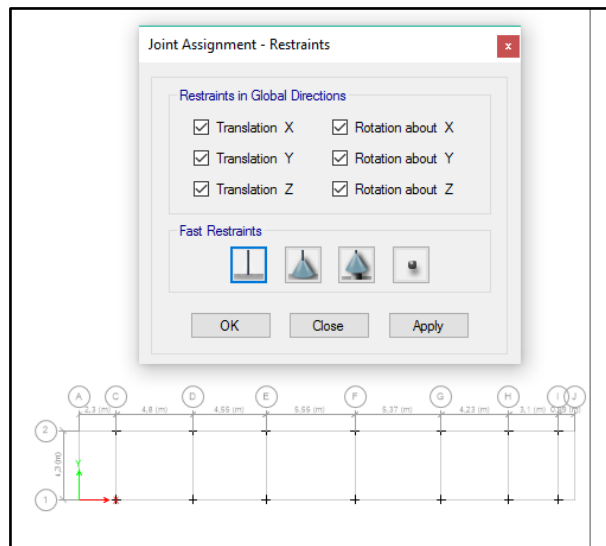 Joint Assignment - Restraints
x
Restraints in Global Directions
Translation X Rotation about X
Translation Y Rotation about Y
Translation Z Rotation about Z
Fast Restraints
OK Close Apply
A C D E F G H I J
2,3 (m) 4,8 (m) 4,55 (m) 5,55 (m) 5,37 (m) 4,23 (m) 3,1 (m)
2
4,3 (m)
Y
1